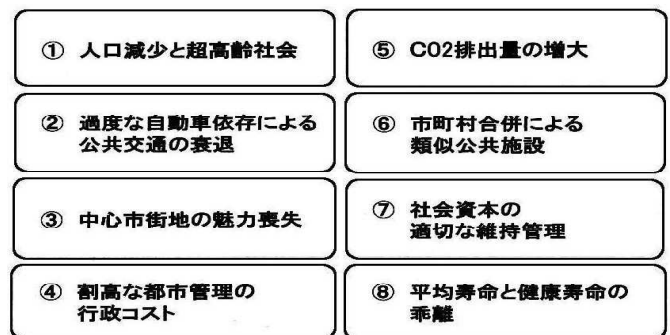 ① 人口減少と超高齢社会
② 過度な自動車依存による
公共交通の衰退
③ 中心市街地の魅力喪失
④ 割高な都市管理の
行政コスト
⑤ CO2排出量の増大
⑥ 市町村合併による
類似公共施設
⑦ 社会資本の
適切な維持管理
⑧ 平均寿命と健康寿命の
乖離